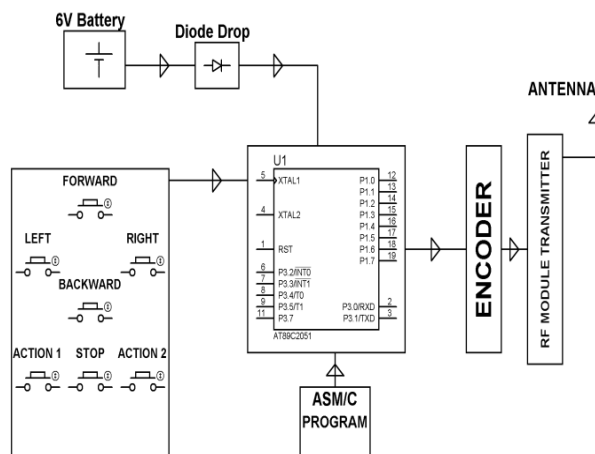 6V Battery
Diode Drop
ANTENNA
FORWARD
LEFT
RIGHT
BACKWARD
ACTION 1
STOP
ACTION 2
U1
5
XTAL1
4
XTAL2
1
RST
6
P3.2/INT0
7
P3.3/INT1
8
P3.4/T0
9
P3.5/T1
11
P3.7
P1.0
12
P1.1
13
P1.2
14
P1.3
15
P1.4
16
P1.5
17
P1.6
18
P1.7
19
P3.0/RXD
2
P3.1/TXD
3
AT89C2051
ASM/C
PROGRAM
ENCODER
RF MODULE TRANSMITTER